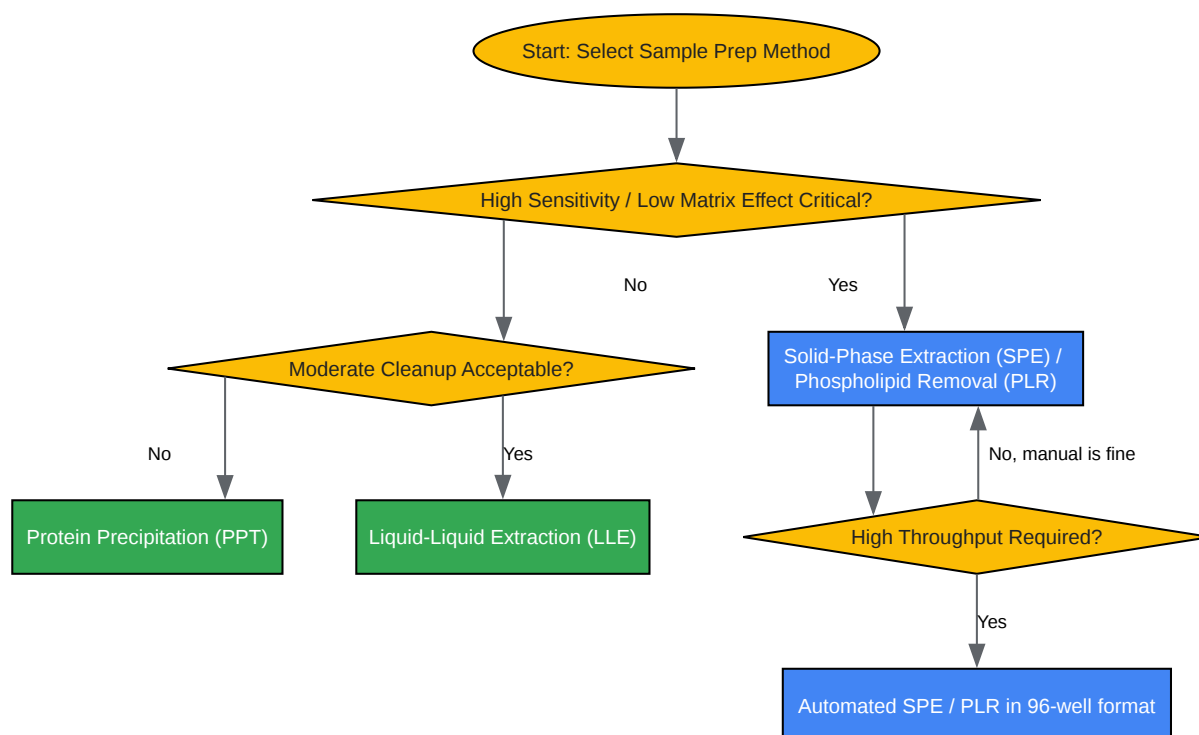 Start: Select Sample Prep Method
High Sensitivity / Low Matrix Effect Critical?
No
Yes
Moderate Cleanup Acceptable?
Solid-Phase Extraction (SPE) /
Phospholipid Removal (PLR)
No
Yes
No, manual is fine
Protein Precipitation (PPT)
Liquid-Liquid Extraction (LLE)
High Throughput Required?
Yes
Automated SPE / PLR in 96-well format